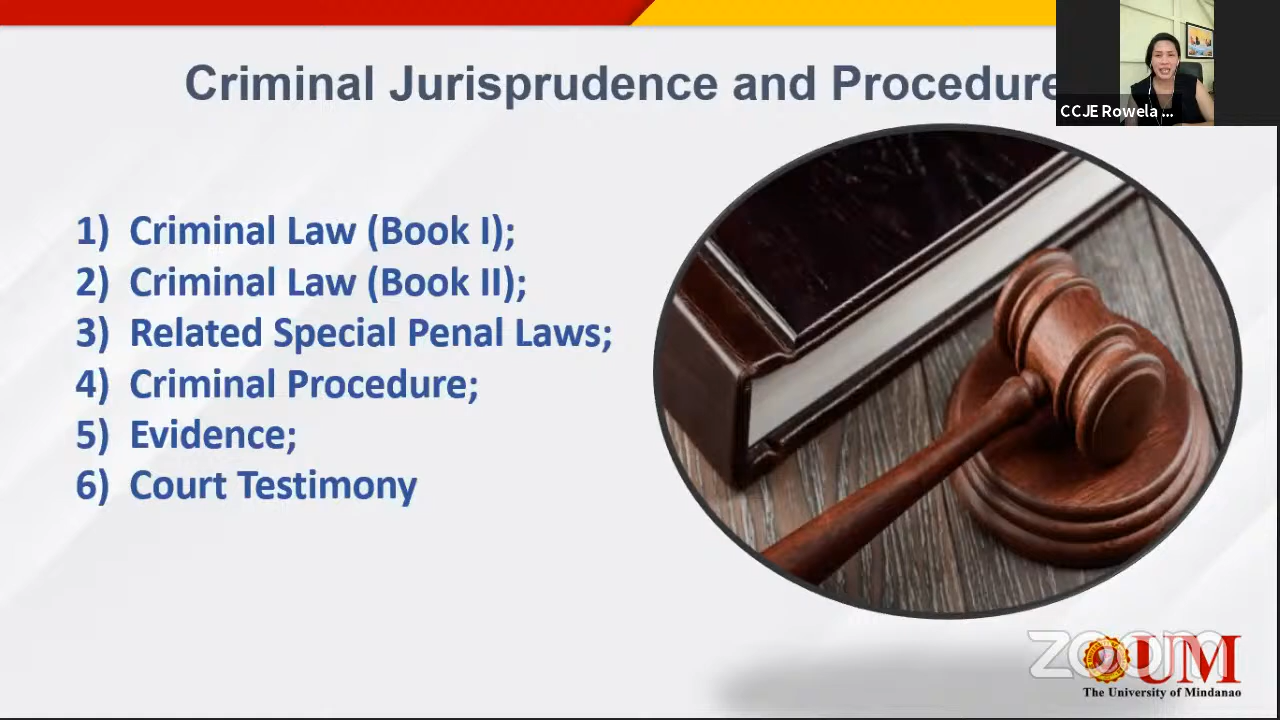 Criminal Jurisprudence and Procedure
CCJE Rowela ...
1) Criminal Law (Book I);
2) Criminal Law (Book II);
3) Related Special Penal Laws;
4) Criminal Procedure;
5) Evidence;
6) Court Testimony
zoom
UM
The University of Mindanao